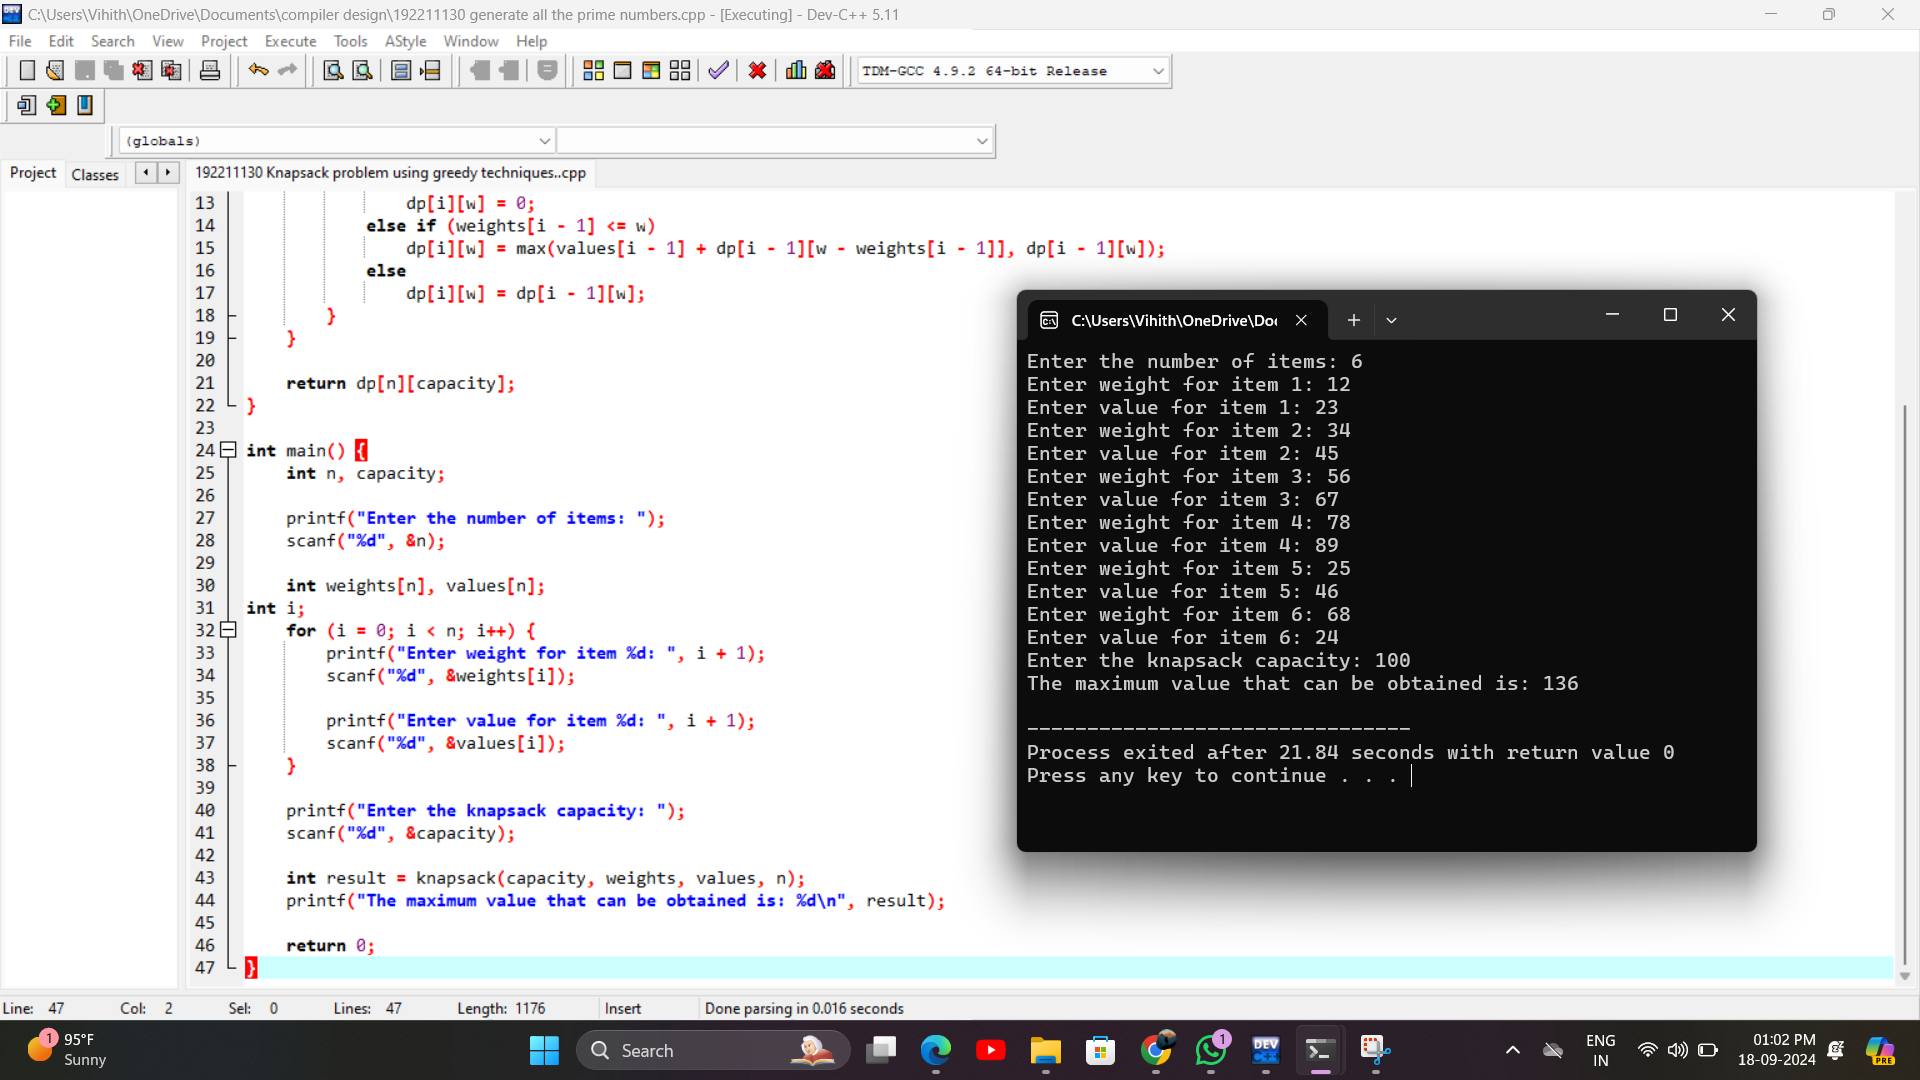 C:\Users\Vihith\OneDrive\Documents\compiler design\192211130 generate all the prime numbers.cpp - [Executing] - Dev-C++ 5.11
File Edit Search View Project Execute Tools AStyle Window Help
TDM-GCC 4.9.2 64-bit Release
(globals)
Project Classes
192211130 Knapsack problem using greedy techniques..cpp
13 dp[i][w] = 0;
14 else if (weights[i - 1] <= w)
15 dp[i][w] = max(values[i - 1] + dp[i - 1][w - weights[i - 1]], dp[i - 1][w]);
16 else
17 dp[i][w] = dp[i - 1][w];
18 }
19 }
20
21 return dp[n][capacity];
22 }
23
24 int main() {
25 int n, capacity;
26
27 printf("Enter the number of items: ");
28 scanf("%d", &n);
29
30 int weights[n], values[n];
31 int i;
32 for (i = 0; i < n; i++) {
33 printf("Enter weight for item %d: ", i + 1);
34 scanf("%d", &weights[i]);
35
36 printf("Enter value for item %d: ", i + 1);
37 scanf("%d", &values[i]);
38 }
39
40 printf("Enter the knapsack capacity: ");
41 scanf("%d", &capacity);
42
43 int result = knapsack(capacity, weights, values, n);
44 printf("The maximum value that can be obtained is: %d\n", result);
45
46 return 0;
47 }
C:\Users\Vihith\OneDrive\Doc
Enter the number of items: 6
Enter weight for item 1: 12
Enter value for item 1: 23
Enter weight for item 2: 34
Enter value for item 2: 45
Enter weight for item 3: 56
Enter value for item 3: 67
Enter weight for item 4: 78
Enter value for item 4: 89
Enter weight for item 5: 25
Enter value for item 5: 46
Enter weight for item 6: 68
Enter value for item 6: 24
Enter the knapsack capacity: 100
The maximum value that can be obtained is: 136
--------------------------------
Process exited after 21.84 seconds with return value 0
Press any key to continue . . .
Line: 47 Col: 2 Sel: 0 Lines: 47 Length: 1176 Insert Done parsing in 0.016 seconds
1
95°F
Sunny
Search
1
DEV
C++
PRE
ENG
IN
01:02 PM
18-09-2024